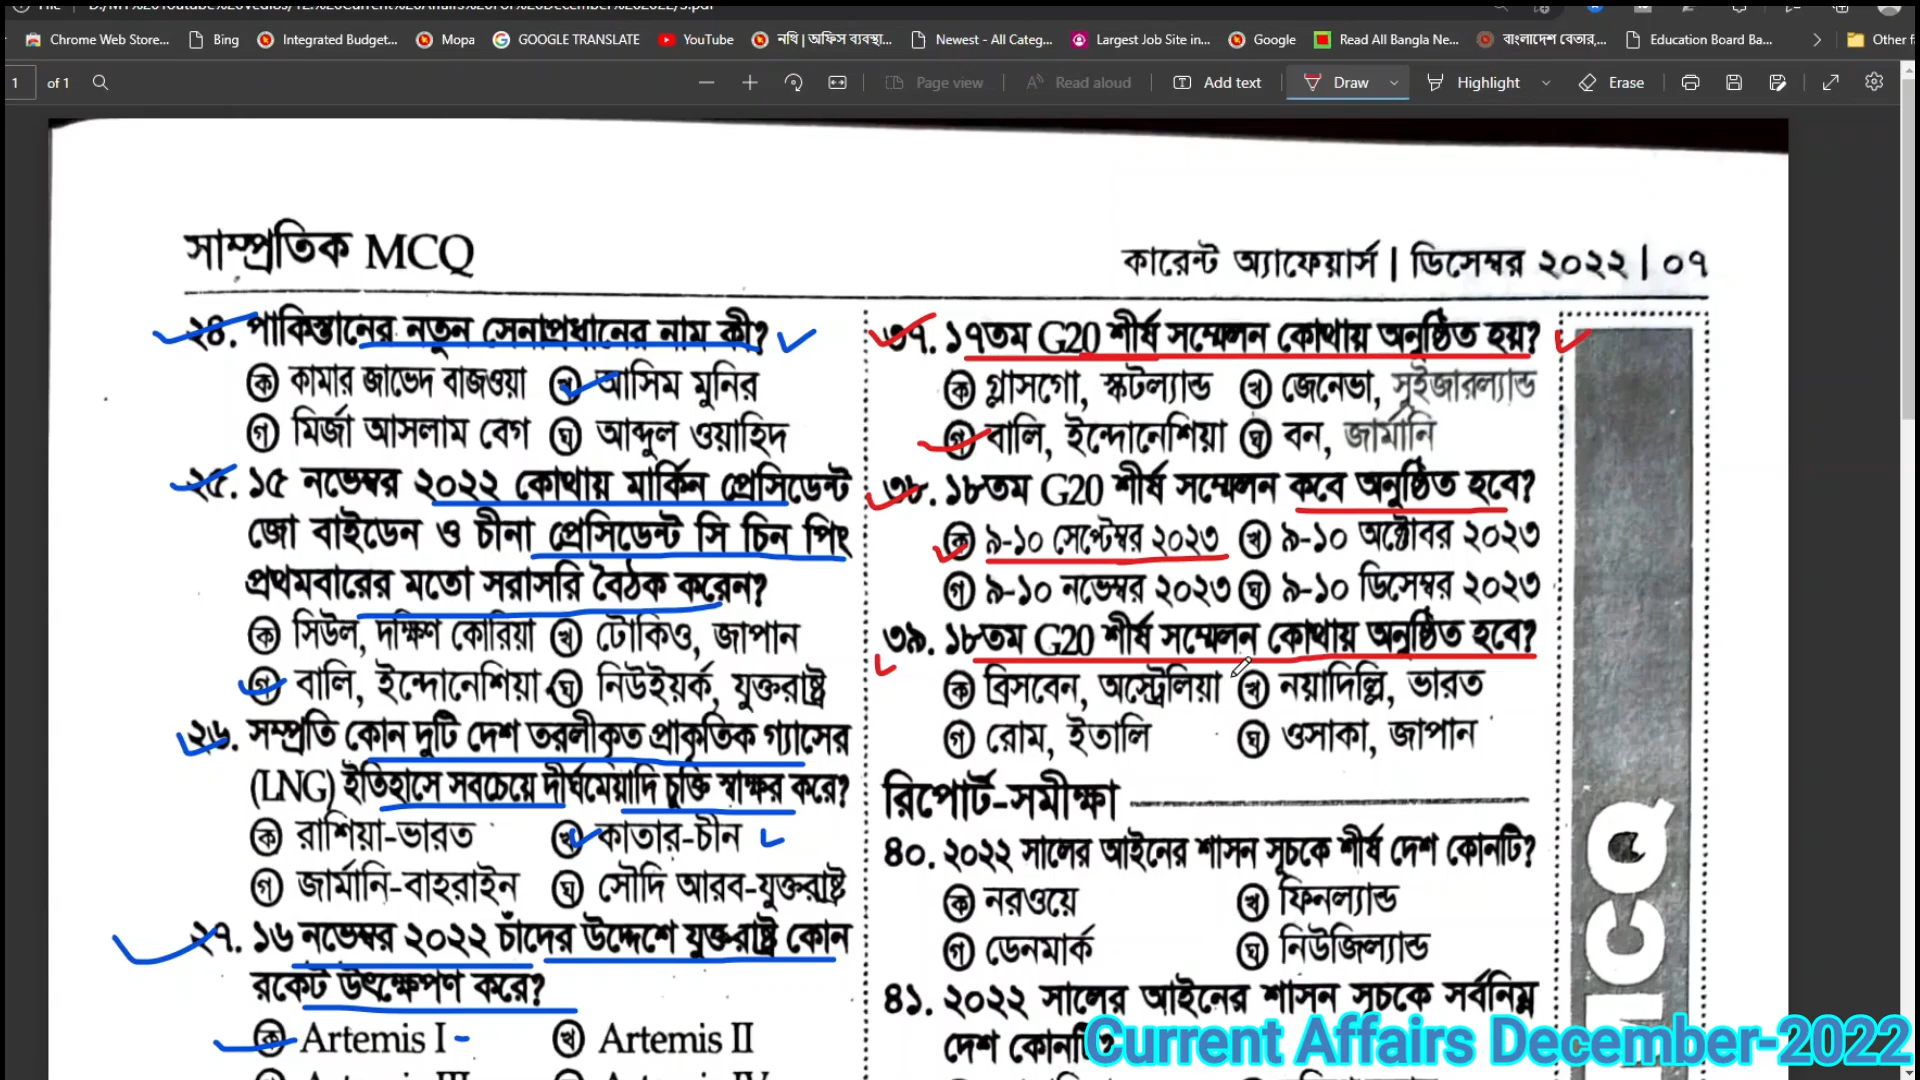 Chrome Web Store...
Bing
Integrated Budget...
Mopa
GOOGLE TRANSLATE
YouTube
নথি | অফিস ব্যবস্থা...
Newest - All Categ...
Largest Job Site in...
Google
Read All Bangla Ne...
বাংলাদেশ বেতার,...
Education Board Ba...
Other f
1 of 1
Page view
Read aloud
Add text
Draw
Highlight
Erase
সাম্প্রতিক MCQ
কারেন্ট অ্যাফেয়ার্স | ডিসেম্বর ২০২২ | ০৭
২৪. পাকিস্তানের নতুন সেনাপ্রধানের নাম কী?
ক কামার জাভেদ বাজওয়া খ আসিম মুনির
গ মির্জা আসলাম বেগ ঘ আব্দুল ওয়াহিদ
২৫. ১৫ নভেম্বর ২০২২ কোথায় মার্কিন প্রেসিডেন্ট
জো বাইডেন ও চীনা প্রেসিডেন্ট সি চিন পিং
প্রথমবারের মতো সরাসরি বৈঠক করেন?
ক সিউল, দক্ষিণ কোরিয়া খ টোকিও, জাপান
গ বালি, ইন্দোনেশিয়া ঘ নিউইয়র্ক, যুক্তরাষ্ট্র
২৬. সম্প্রতি কোন দুটি দেশ তরলীকৃত প্রাকৃতিক গ্যাসের
(LNG) ইতিহাসে সবচেয়ে দীর্ঘমেয়াদি চুক্তি স্বাক্ষর করে?
ক রাশিয়া-ভারত খ কাতার-চীন
গ জার্মানি-বাহরাইন ঘ সৌদি আরব-যুক্তরাষ্ট্র
২৭. ১৬ নভেম্বর ২০২২ চাঁদের উদ্দেশে যুক্তরাষ্ট্র কোন
রকেট উৎক্ষেপণ করে?
ক Artemis I খ Artemis II
৩৭. ১৭তম G20 শীর্ষ সম্মেলন কোথায় অনুষ্ঠিত হয়?
ক গ্লাসগো, স্কটল্যান্ড খ জেনেভা, সুইজারল্যান্ড
গ বালি, ইন্দোনেশিয়া ঘ বন, জার্মানি
৩৮. ১৮তম G20 শীর্ষ সম্মেলন কবে অনুষ্ঠিত হবে?
ক ৯-১০ সেপ্টেম্বর ২০২৩ খ ৯-১০ অক্টোবর ২০২৩
গ ৯-১০ নভেম্বর ২০২৩ ঘ ৯-১০ ডিসেম্বর ২০২৩
৩৯. ১৮তম G20 শীর্ষ সম্মেলন কোথায় অনুষ্ঠিত হবে?
ক ব্রিসবেন, অস্ট্রেলিয়া খ নয়াদিল্লি, ভারত
গ রোম, ইতালি ঘ ওসাকা, জাপান
রিপোর্ট-সমীক্ষা
৪০. ২০২২ সালের আইনের শাসন সূচকে শীর্ষ দেশ কোনটি?
ক নরওয়ে খ ফিনল্যান্ড
গ ডেনমার্ক ঘ নিউজিল্যান্ড
৪১. ২০২২ সালের আইনের শাসন সূচকে সর্বনিম্ন
দেশ কোনটি?
MCQ
Current Affairs December-2022